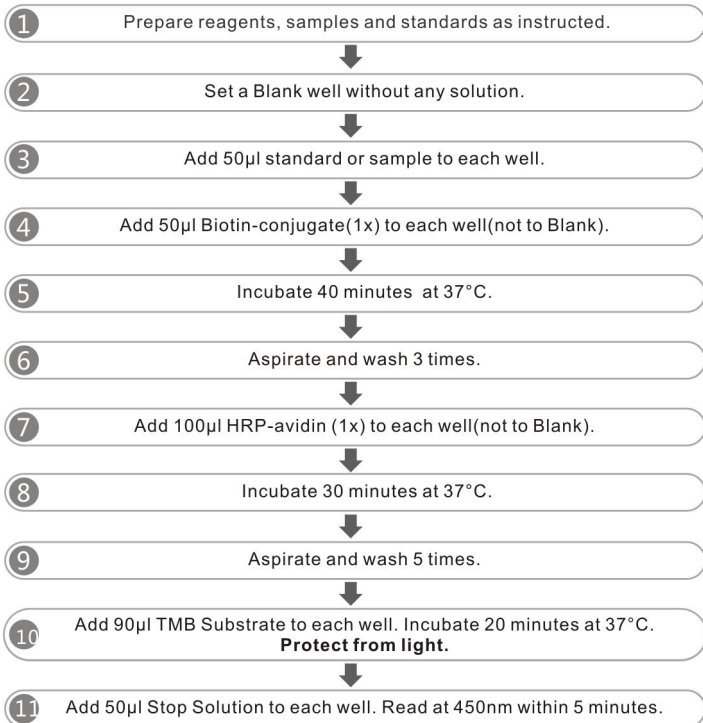 1 Prepare reagents, samples and standards as instructed.
2 Set a Blank well without any solution.
3 Add 50µl standard or sample to each well.
4 Add 50µl Biotin-conjugate(1x) to each well(not to Blank).
5 Incubate 40 minutes at 37°C.
6 Aspirate and wash 3 times.
7 Add 100µl HRP-avidin (1x) to each well(not to Blank).
8 Incubate 30 minutes at 37°C.
9 Aspirate and wash 5 times.
10 Add 90µl TMB Substrate to each well. Incubate 20 minutes at 37°C.
Protect from light.
11 Add 50µl Stop Solution to each well. Read at 450nm within 5 minutes.